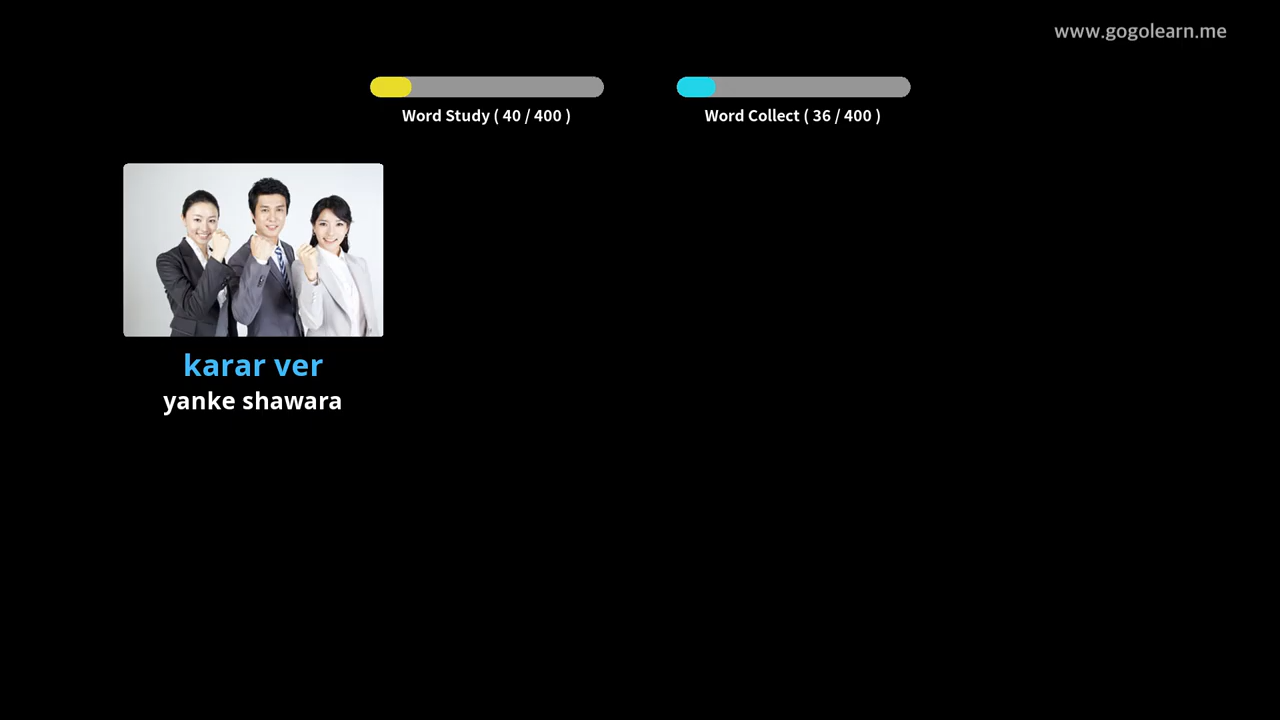 www.gogolearn.me
Word Study ( 40 / 400 )
Word Collect ( 36 / 400 )
karar ver
yanke shawara